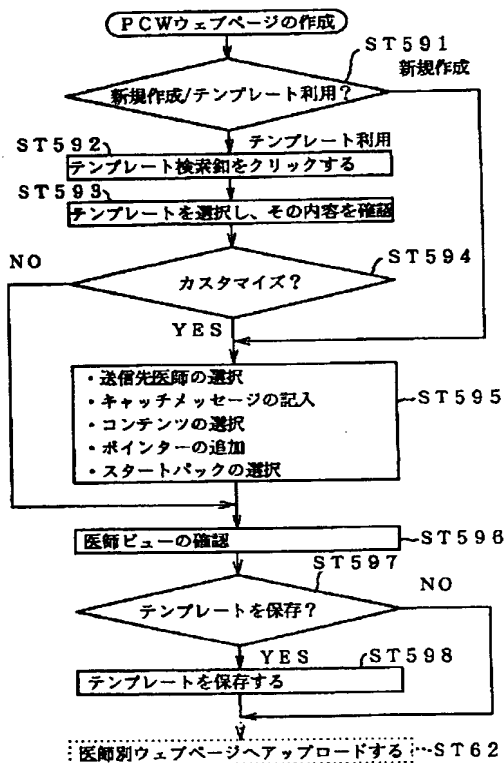 PCWウェブページの作成
ST591
新規作成
新規作成/テンプレート利用?
ST592
テンプレート利用
テンプレート検索釦をクリックする
ST593
テンプレートを選択し、その内容を確認
ST594
NO
カスタマイズ?
YES
・送信先医師の選択
・キャッチメッセージの記入
・コンテンツの選択
・ポインターの追加
・スタートパックの選択
ST595
医師ビューの確認
ST596
ST597
NO
テンプレートを保存?
YES
ST598
テンプレートを保存する
医師別ウェブページへアップロードする
ST62